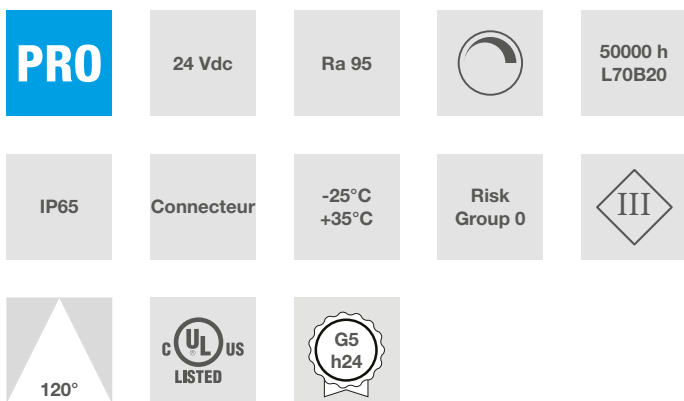 PRO
24 Vdc
Ra 95
50000 h
L70B20
IP65
Connecteur
-25°C
+35°C
Risk
Group 0
III
120°
C UL US
®
LISTED
G5
h24